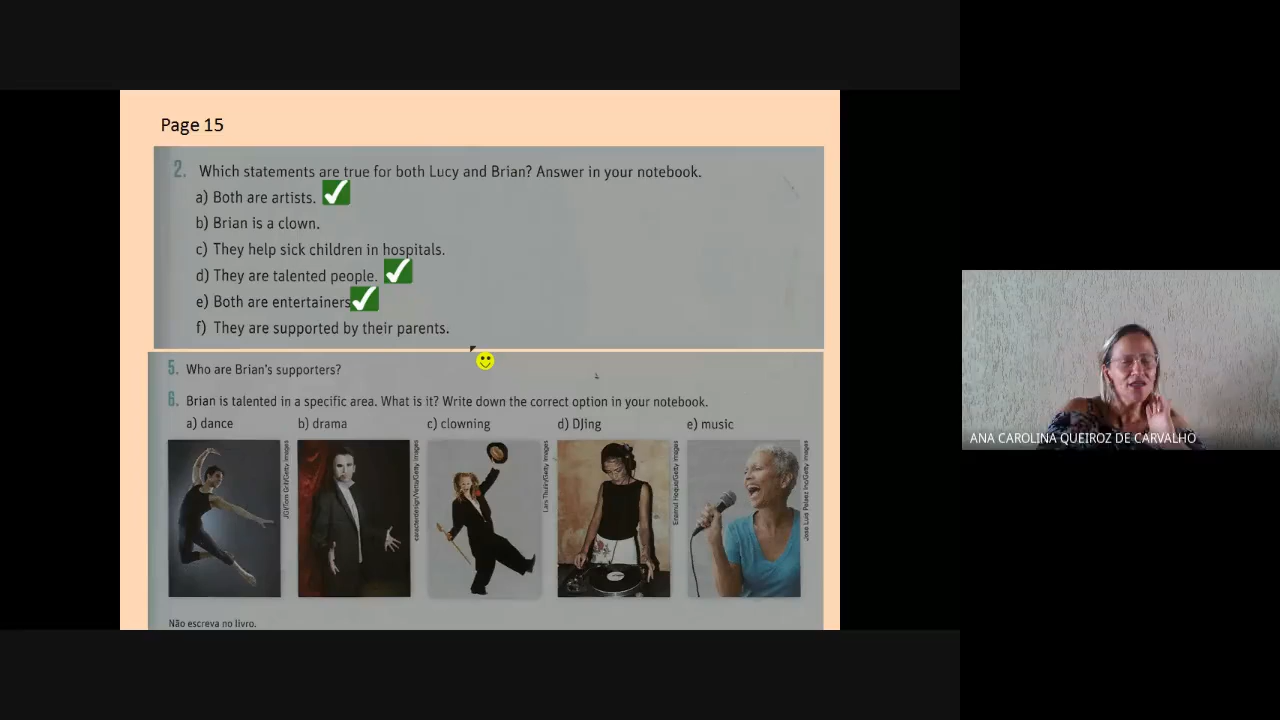 Page 15
2. Which statements are true for both Lucy and Brian? Answer in your notebook.
a) Both are artists.
b) Brian is a clown.
c) They help sick children in hospitals.
d) They are talented people.
e) Both are entertainers
f) They are supported by their parents.
5. Who are Brian's supporters?
6. Brian is talented in a specific area. What is it? Write down the correct option in your notebook.
a) dance b) drama c) clowning d) DJing e) music
Não escreva no livro.
ANA CAROLINA QUEIROZ DE CARVALHO